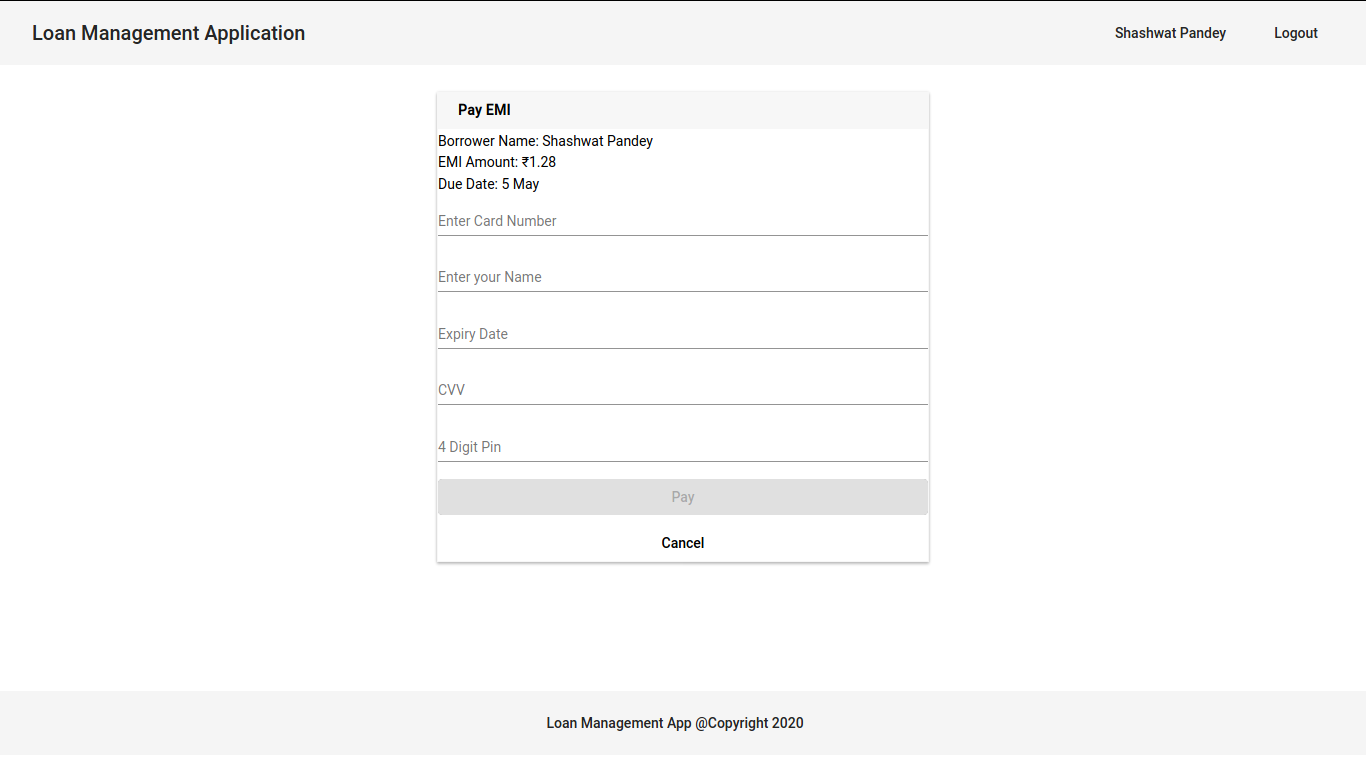 Loan Management Application
Shashwat Pandey
Logout
Pay EMI
Borrower Name: Shashwat Pandey
EMI Amount: ₹1.28
Due Date: 5 May
Enter Card Number
Enter your Name
Expiry Date
CVV
4 Digit Pin
Pay
Cancel
Loan Management App @Copyright 2020